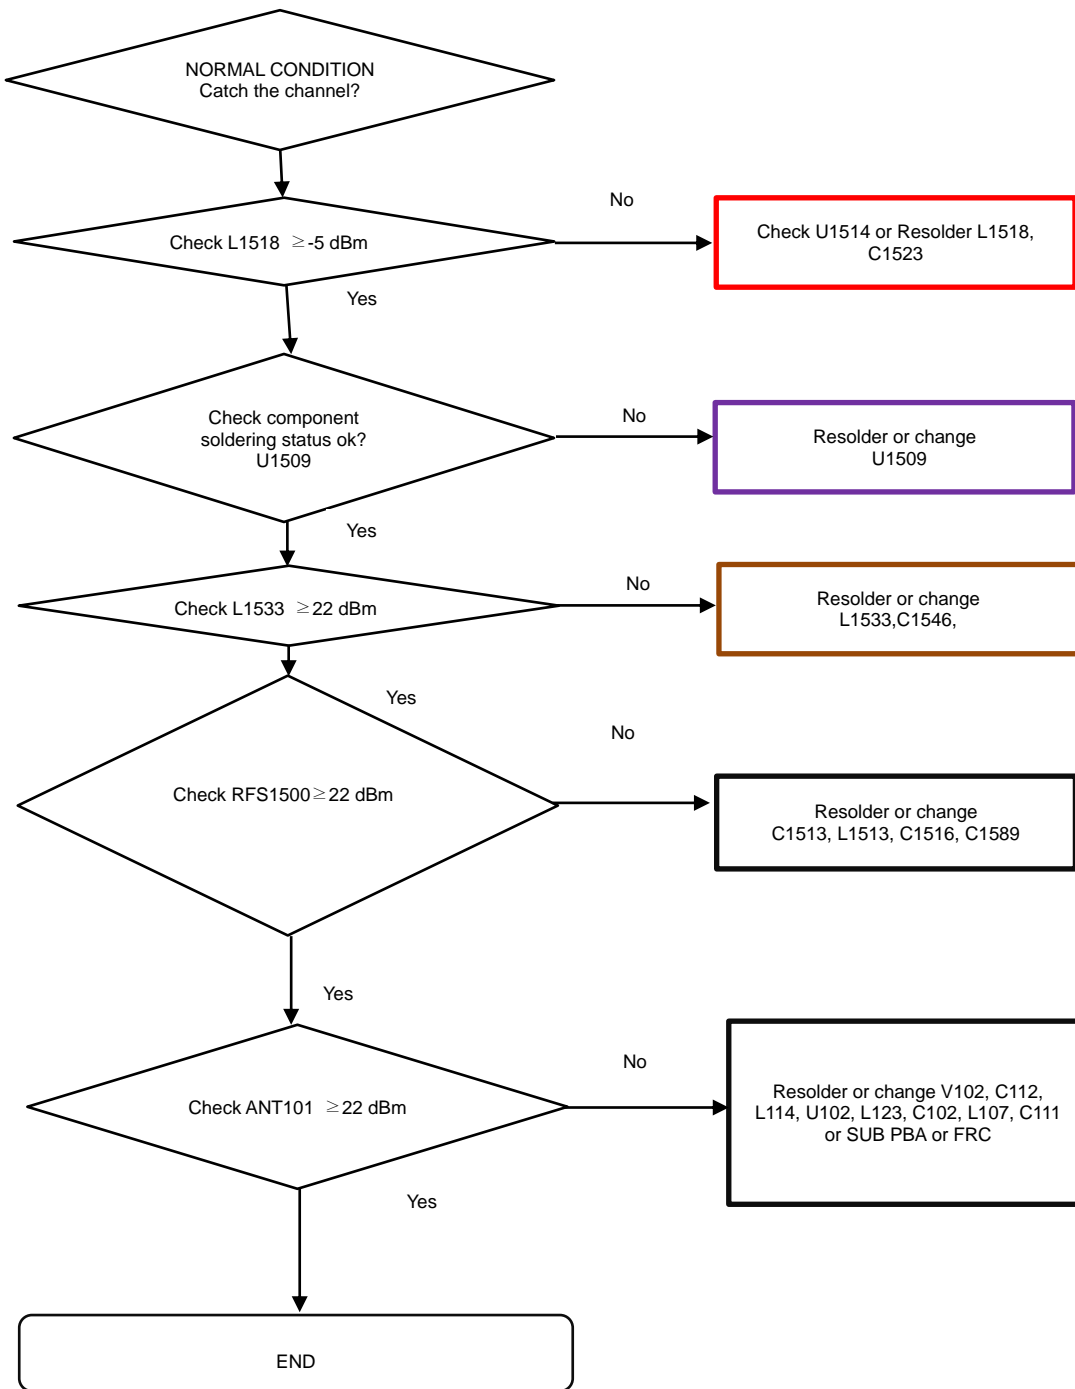 NORMAL CONDITION
Catch the channel?
No
Check L1518 ≥-5 dBm
Check U1514 or Resolder L1518,
C1523
Yes
Check component
soldering status ok?
U1509
No
Resolder or change
U1509
Yes
Check L1533 ≥22 dBm
No
Resolder or change
L1533,C1546,
Yes
No
Check RFS1500≥22 dBm
Resolder or change
C1513, L1513, C1516, C1589
Yes
No
Check ANT101 ≥22 dBm
Resolder or change V102, C112,
L114, U102, L123, C102, L107, C111
or SUB PBA or FRC
Yes
END